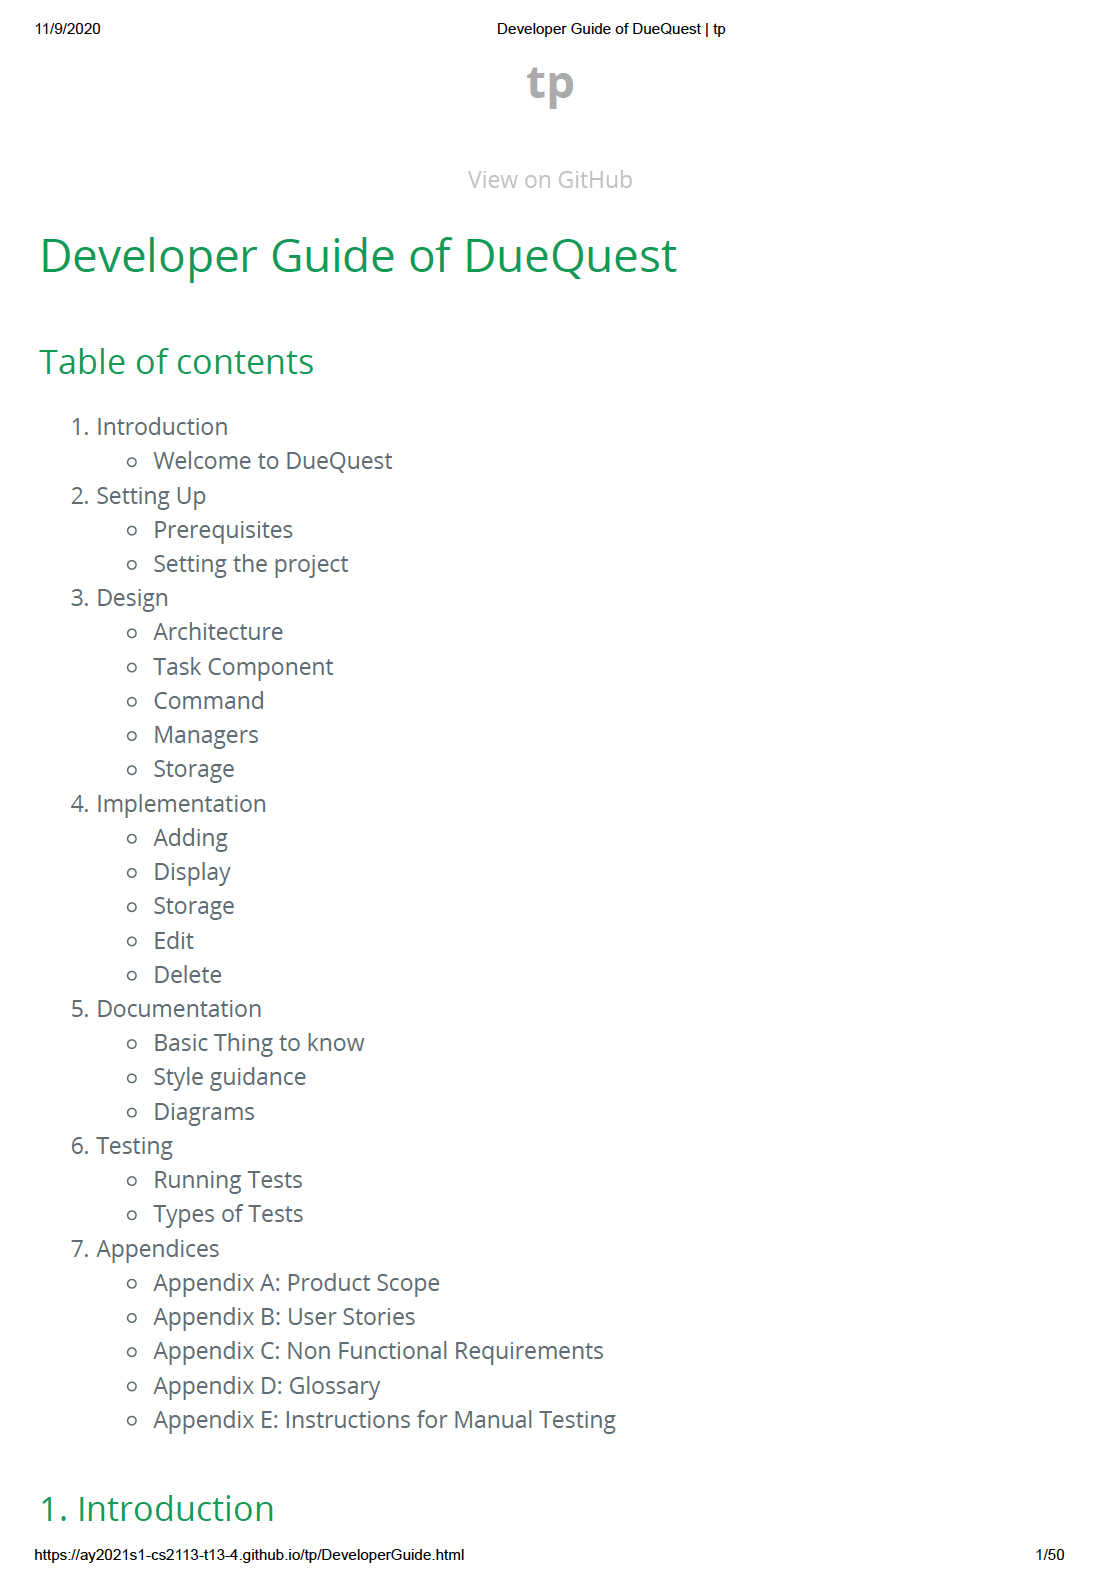 11/9/2020 Developer Guide of DueQuest | tp
tp
View on GitHub
Developer Guide of DueQuest
Table of contents
1. Introduction
Welcome to DueQuest
2. Setting Up
Prerequisites
Setting the project
3. Design
Architecture
Task Component
Command
Managers
Storage
4. Implementation
Adding
Display
Storage
Edit
Delete
5. Documentation
Basic Thing to know
Style guidance
Diagrams
6. Testing
Running Tests
Types of Tests
7. Appendices
Appendix A: Product Scope
Appendix B: User Stories
Appendix C: Non Functional Requirements
Appendix D: Glossary
Appendix E: Instructions for Manual Testing
1. Introduction
https://ay2021s1-cs2113-t13-4.github.io/tp/DeveloperGuide.html 1/50